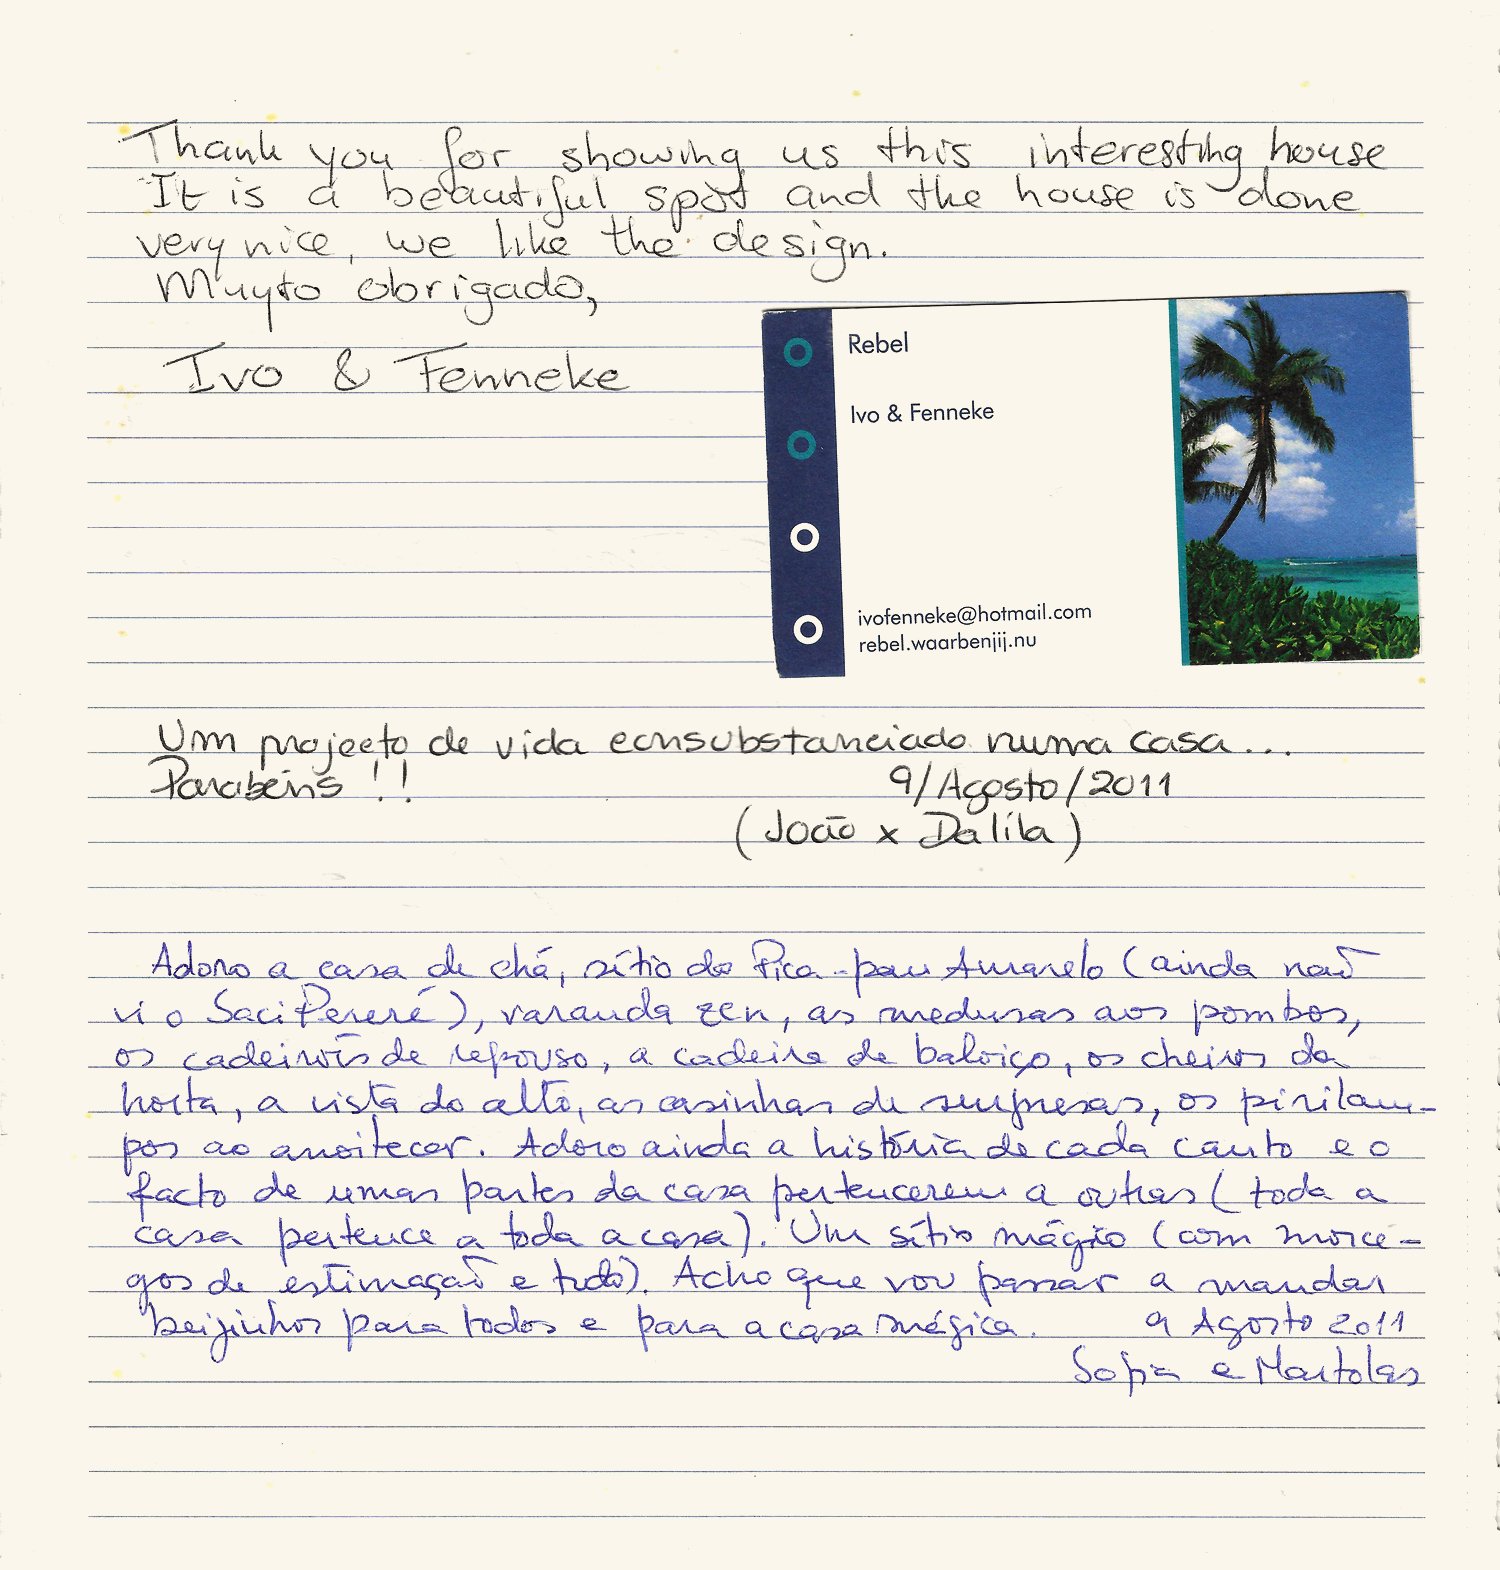 Thank you for showing us this interesting house
It is a beautiful spot and the house is done
very nice, we like the design.
Muyto obrigado,
Ivo & Fenneke
Rebel
Ivo & Fenneke
ivofenneke@hotmail.com
rebel.waarbenjij.nu
Um projecto de vida consubstanciado numa casa...
Parabéns!!
9/Agosto/2011
(João x Dalila)
Adoro a casa de chá, sítio do Pica-pau Amarelo (ainda não
vi o Saci Pereré), varanda zen, as medusas aos pombos,
os cadeirões de repouso, a cadeira de baloiço, os cheiros da
horta, a vista do alto, as casinhas de surpresas, os pirilam-
pos ao anoitecer. Adoro ainda a história de cada canto e o
facto de umas partes da casa pertencerem a outras (toda a
casa pertence a toda a casa). Um sítio mágico (com morce-
gos de estimação e tudo). Acho que vou passar a mandar
beijinhos para todos e para a casa mágica. 9 Agosto 2011
Sofia e Martolas